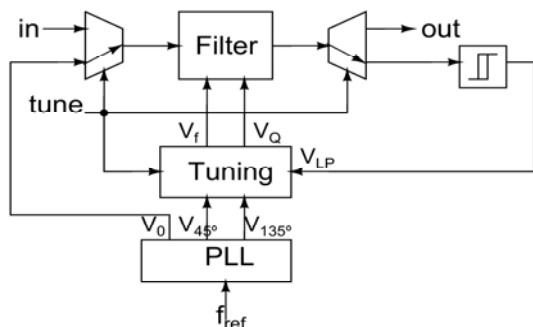 in
Filter
out
tune
V_f
V_Q
V_LP
Tuning
V_0
V_45°
V_135°
PLL
f_ref